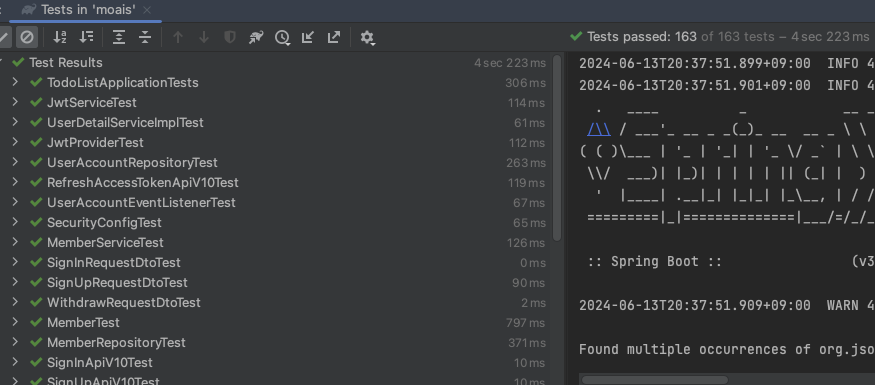 Tests in 'moais'
Tests passed: 163 of 163 tests – 4 sec 223 ms
Test Results 4 sec 223 ms
TodoListApplicationTests 306 ms
JwtServiceTest 114 ms
UserDetailServiceImplTest 61 ms
JwtProviderTest 112 ms
UserAccountRepositoryTest 263 ms
RefreshAccessTokenApiV10Test 119 ms
UserAccountEventListenerTest 67 ms
SecurityConfigTest 65 ms
MemberServiceTest 126 ms
SignInRequestDtoTest 0 ms
SignUpRequestDtoTest 90 ms
WithdrawRequestDtoTest 2 ms
MemberTest 797 ms
MemberRepositoryTest 371 ms
SignInApiV10Test 10 ms
SignUpApiV10Test 10 ms
2024-06-13T20:37:51.899+09:00 INFO 4
2024-06-13T20:37:51.901+09:00 INFO 4
  .   ____          _            __ _
 /\\ / ___'_ __ _ _(_)_ __  __ _ \ \
( ( )\___ | '_ | '_| | '_ \/ _` | \ \
 \\/  ___)| |_)| | | | | || (_| |  )
  '  |____| .__|_| |_|_| |_\__, | / /
 =========|_|==============|___/=/_/_
:: Spring Boot :: (v3
2024-06-13T20:37:51.909+09:00 WARN 4
Found multiple occurrences of org.jso